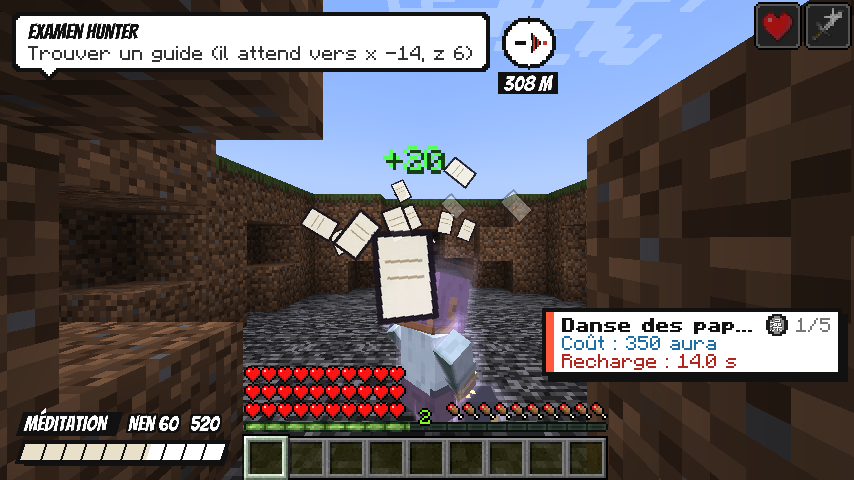 EXAMEN HUNTER
Trouver un guide (il attend vers x -14, z 6)
308 M
+20
Danse des pap... 1/5
Coût : 350 aura
Recharge : 14.0 s
MÉDITATION NEN 60 520
2